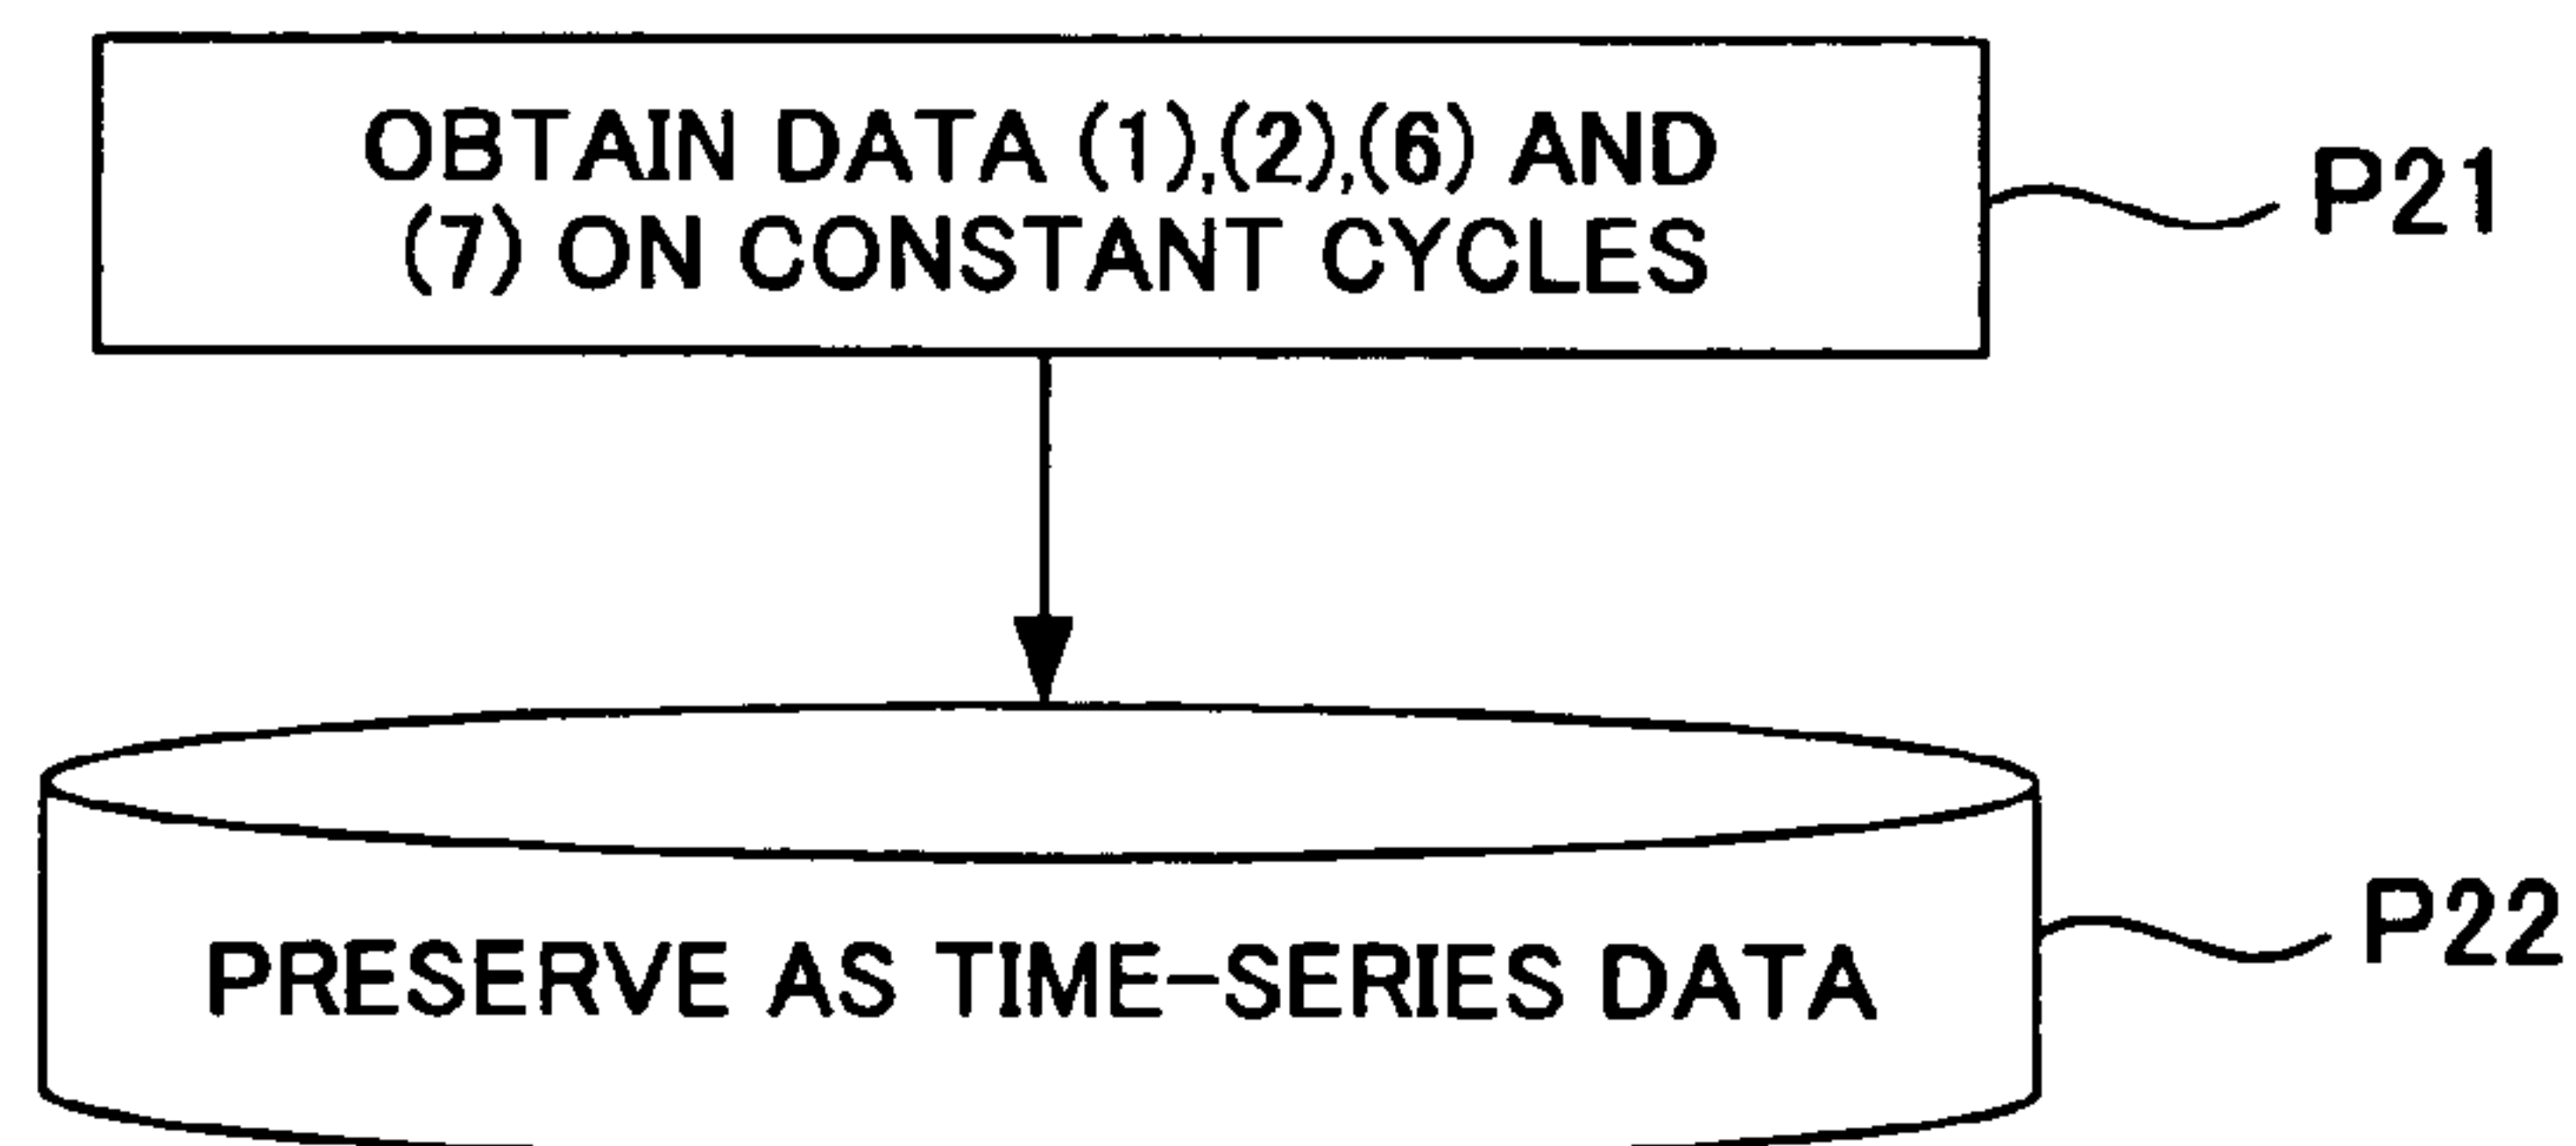 OBTAIN DATA (1),(2),(6) AND
(7) ON CONSTANT CYCLES
P21
PRESERVE AS TIME-SERIES DATA
P22